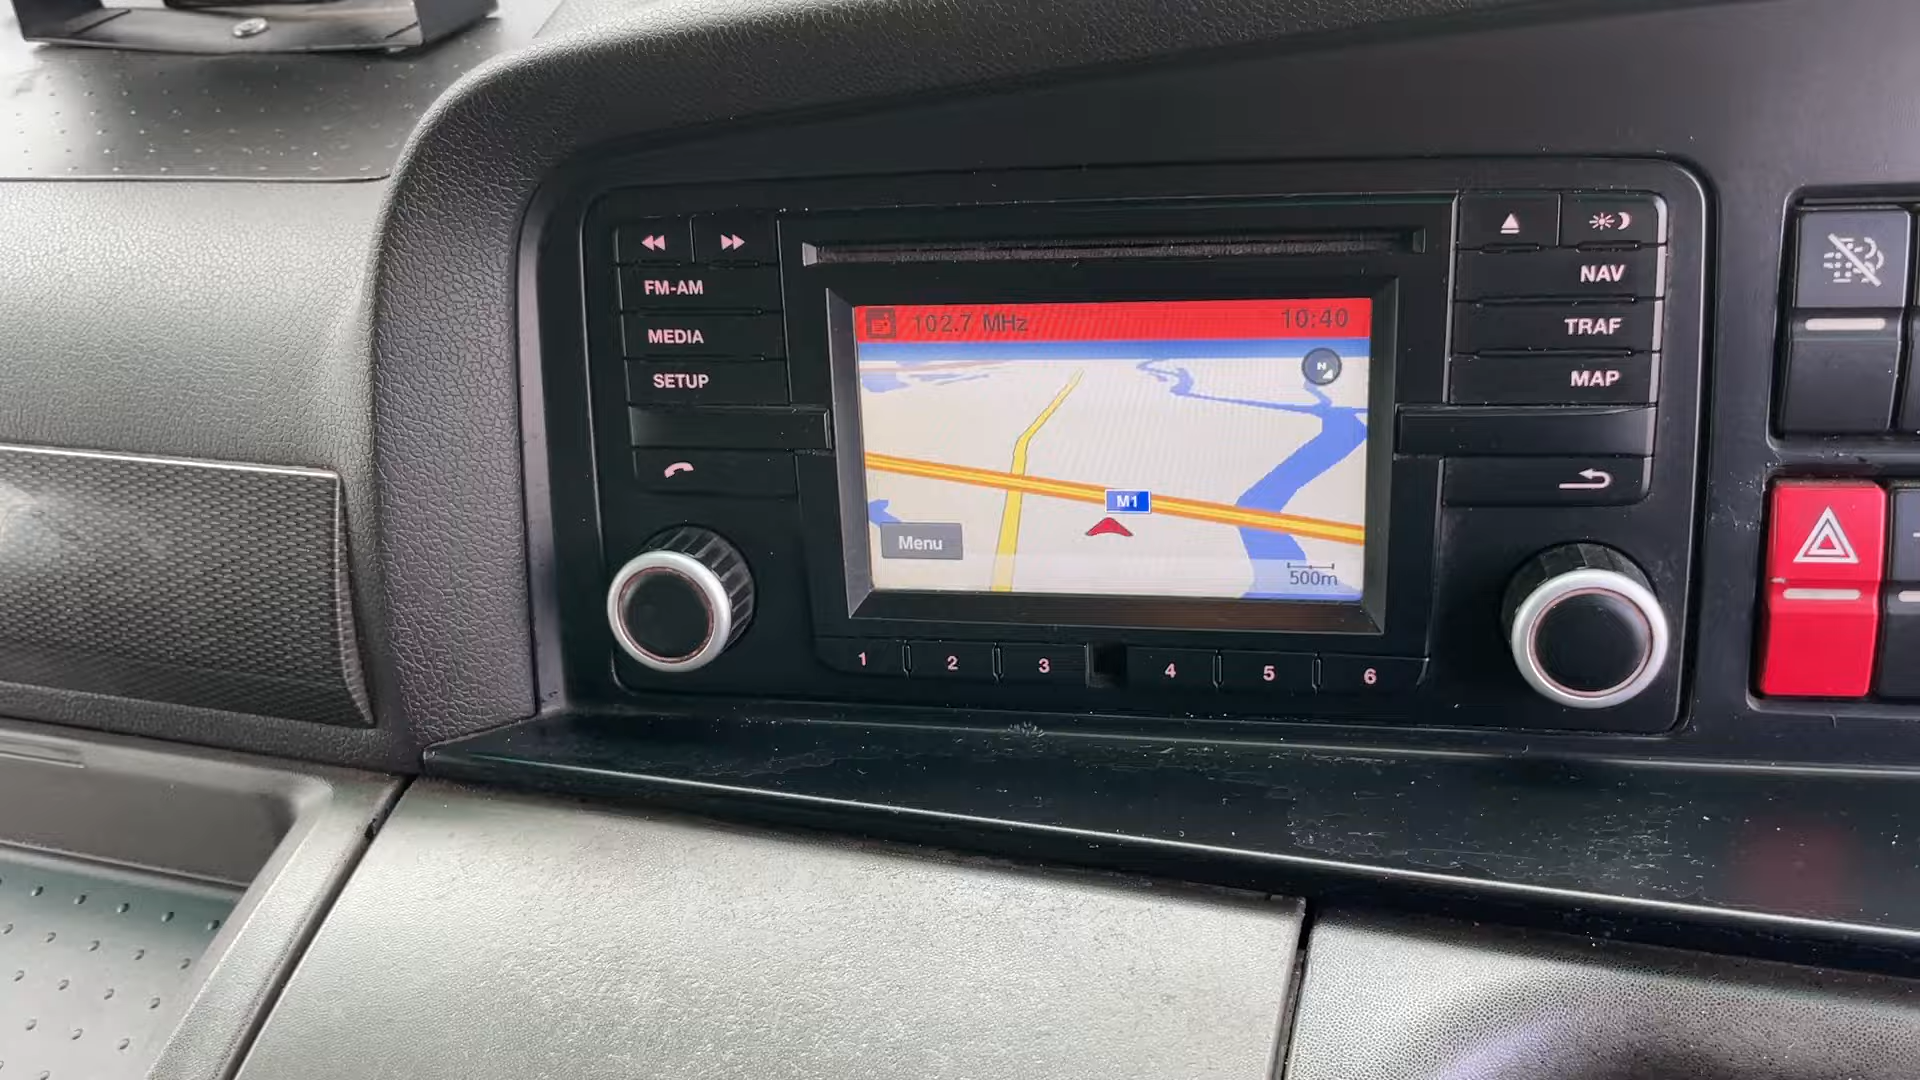 FM-AM
MEDIA
SETUP
102.7 MHz
10:40
N
M1
Menu
500m
NAV
TRAF
MAP
1
2
3
4
5
6